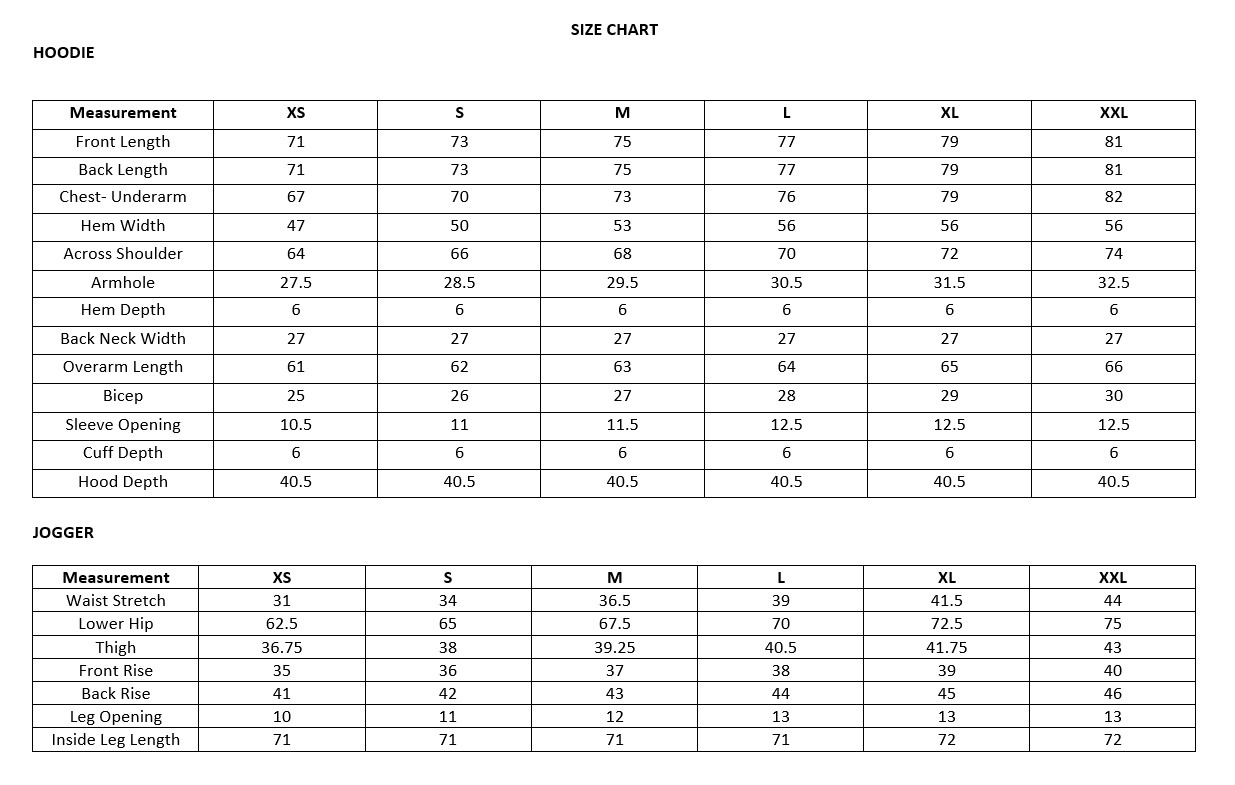 SIZE CHART
HOODIE
Measurement XS S M L XL XXL
Front Length 71 73 75 77 79 81
Back Length 71 73 75 77 79 81
Chest- Underarm 67 70 73 76 79 82
Hem Width 47 50 53 56 56 56
Across Shoulder 64 66 68 70 72 74
Armhole 27.5 28.5 29.5 30.5 31.5 32.5
Hem Depth 6 6 6 6 6 6
Back Neck Width 27 27 27 27 27 27
Overarm Length 61 62 63 64 65 66
Bicep 25 26 27 28 29 30
Sleeve Opening 10.5 11 11.5 12.5 12.5 12.5
Cuff Depth 6 6 6 6 6 6
Hood Depth 40.5 40.5 40.5 40.5 40.5 40.5
JOGGER
Measurement XS S M L XL XXL
Waist Stretch 31 34 36.5 39 41.5 44
Lower Hip 62.5 65 67.5 70 72.5 75
Thigh 36.75 38 39.25 40.5 41.75 43
Front Rise 35 36 37 38 39 40
Back Rise 41 42 43 44 45 46
Leg Opening 10 11 12 13 13 13
Inside Leg Length 71 71 71 71 72 72